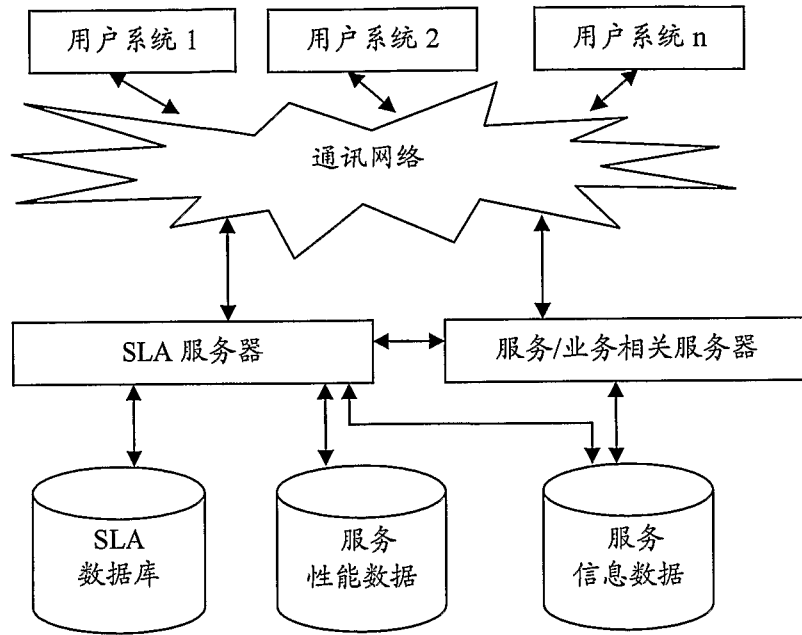 用户系统 1
用户系统 2
用户系统 n
通讯网络
SLA 服务器
服务/业务相关服务器
SLA
数据库
服务
性能数据
服务
信息数据